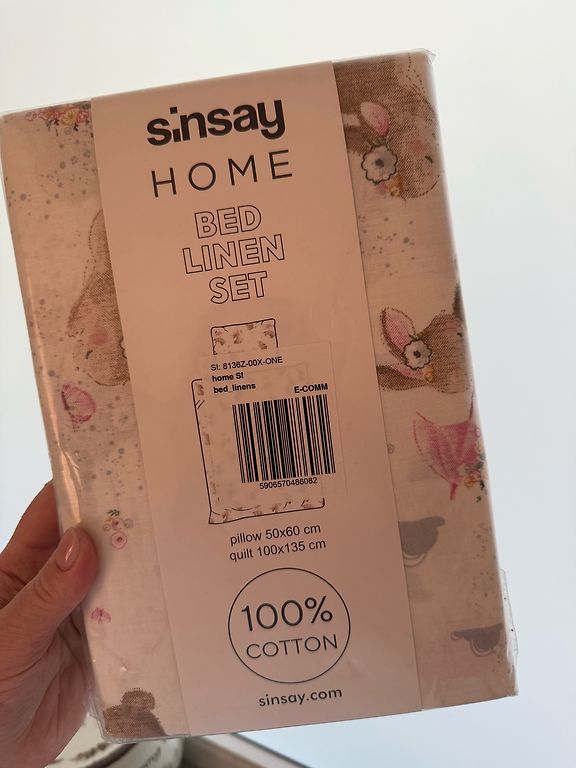 sinsay
HOME
BED
LINEN
SET
SI: 8136Z-00X-ONE
home SI
bed_linens E-COMM
5906570486082
pillow 50x60 cm
quilt 100x135 cm
100%
COTTON
sinsay.com